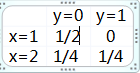 y=0 y=1
x=1 1/2 0
x=2 1/4 1/4